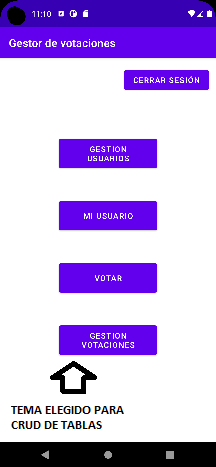 11:10
Gestor de votaciones
CERRAR SESIÓN
GESTION
USUARIOS
MI USUARIO
VOTAR
GESTION
VOTACIONES
TEMA ELEGIDO PARA
CRUD DE TABLAS